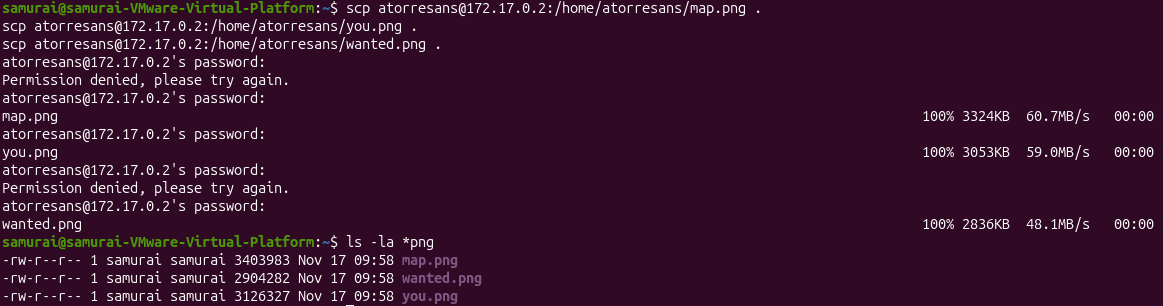 samurai@samurai-VMware-Virtual-Platform:~$ scp atorresans@172.17.0.2:/home/atorresans/map.png .
scp atorresans@172.17.0.2:/home/atorresans/you.png .
scp atorresans@172.17.0.2:/home/atorresans/wanted.png .
atorresans@172.17.0.2's password:
Permission denied, please try again.
atorresans@172.17.0.2's password:
map.png 100% 3324KB 60.7MB/s 00:00
atorresans@172.17.0.2's password:
you.png 100% 3053KB 59.0MB/s 00:00
atorresans@172.17.0.2's password:
Permission denied, please try again.
atorresans@172.17.0.2's password:
wanted.png 100% 2836KB 48.1MB/s 00:00
samurai@samurai-VMware-Virtual-Platform:~$ ls -la *png
-rw-r--r-- 1 samurai samurai 3403983 Nov 17 09:58 map.png
-rw-r--r-- 1 samurai samurai 2904282 Nov 17 09:58 wanted.png
-rw-r--r-- 1 samurai samurai 3126327 Nov 17 09:58 you.png